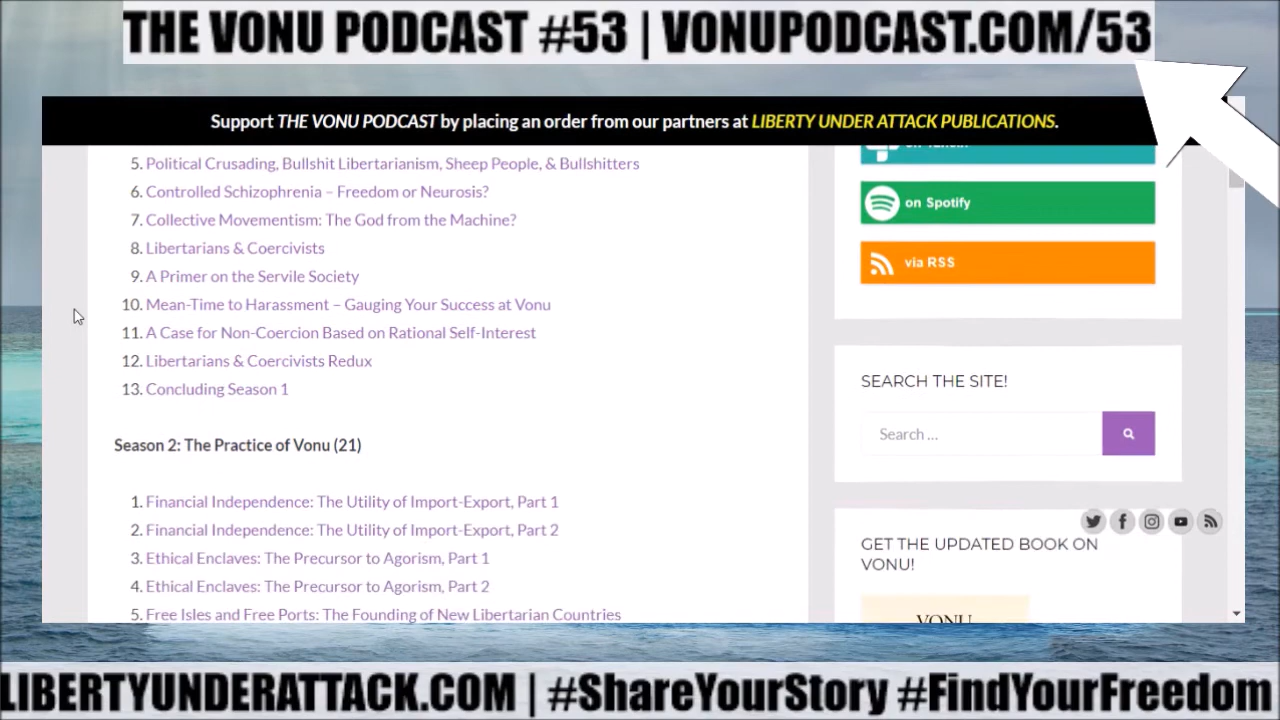 THE VONU PODCAST #53 | VONUPODCAST.COM/53
Support THE VONU PODCAST by placing an order from our partners at LIBERTY UNDER ATTACK PUBLICATIONS.
5. Political Crusading, Bullshit Libertarianism, Sheep People, & Bullshitters
6. Controlled Schizophrenia – Freedom or Neurosis?
7. Collective Movementism: The God from the Machine?
8. Libertarians & Coercivists
9. A Primer on the Servile Society
10. Mean-Time to Harassment – Gauging Your Success at Vonu
11. A Case for Non-Coercion Based on Rational Self-Interest
12. Libertarians & Coercivists Redux
13. Concluding Season 1
Season 2: The Practice of Vonu (21)
1. Financial Independence: The Utility of Import-Export, Part 1
2. Financial Independence: The Utility of Import-Export, Part 2
3. Ethical Enclaves: The Precursor to Agorism, Part 1
4. Ethical Enclaves: The Precursor to Agorism, Part 2
5. Free Isles and Free Ports: The Founding of New Libertarian Countries
on Spotify
via RSS
SEARCH THE SITE!
Search ...
GET THE UPDATED BOOK ON
VONU!
VONU
LIBERTYUNDERATTACK.COM | #ShareYourStory #FindYourFreedom